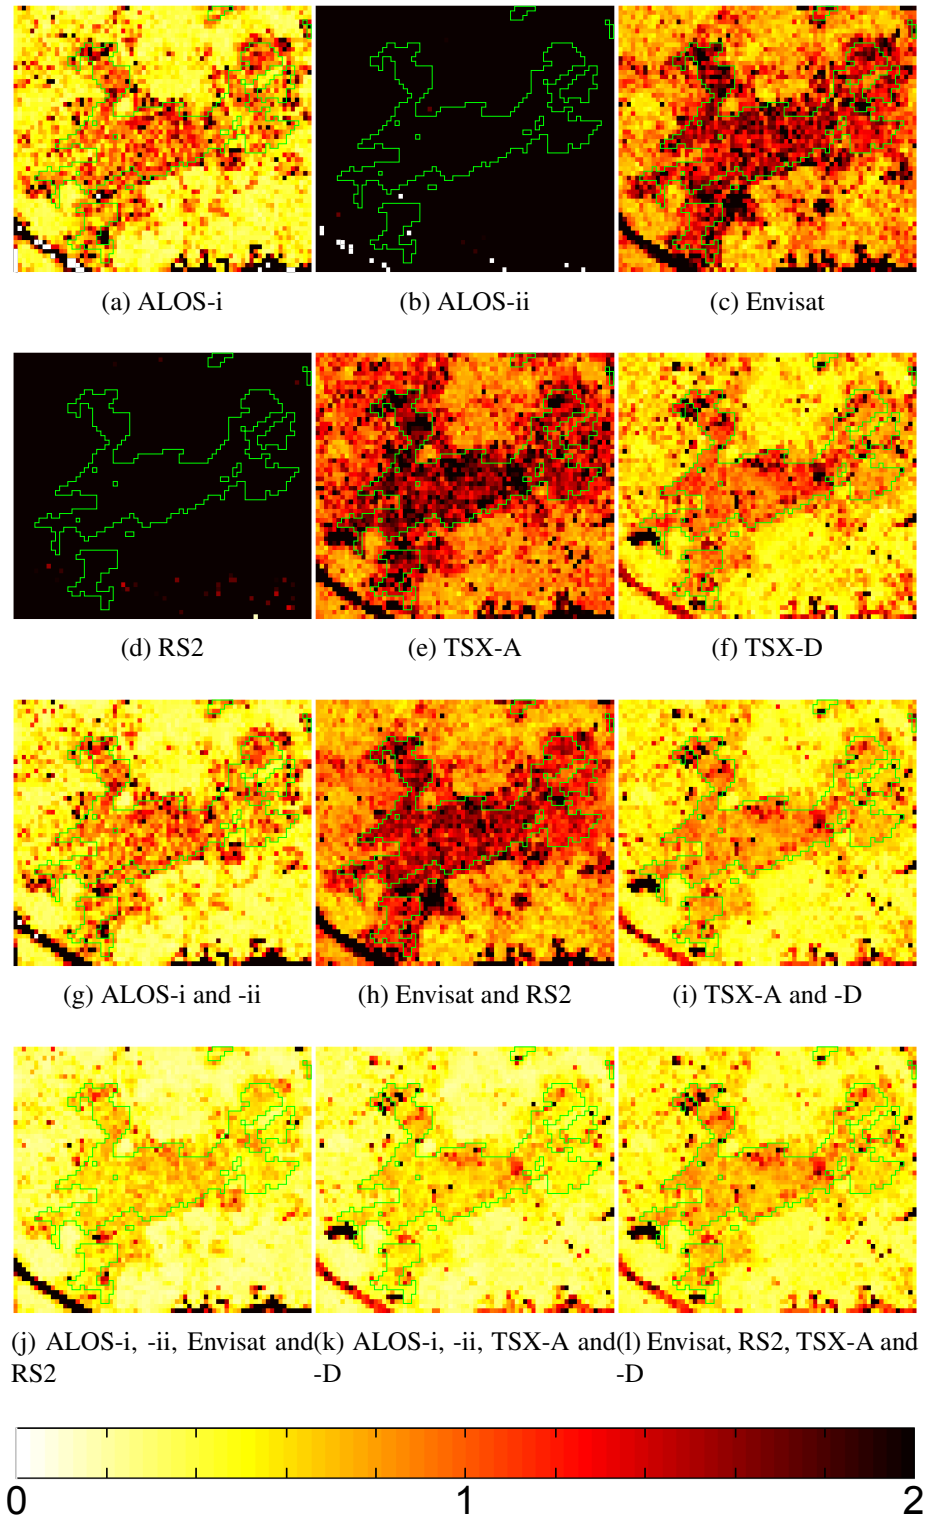 (a) ALOS-i
(b) ALOS-ii
(c) Envisat
(d) RS2
(e) TSX-A
(f) TSX-D
(g) ALOS-i and -ii
(h) Envisat and RS2
(i) TSX-A and -D
(j) ALOS-i, -ii, Envisat and
RS2
(k) ALOS-i, -ii, TSX-A and
-D
(l) Envisat, RS2, TSX-A and
-D
0 1 2